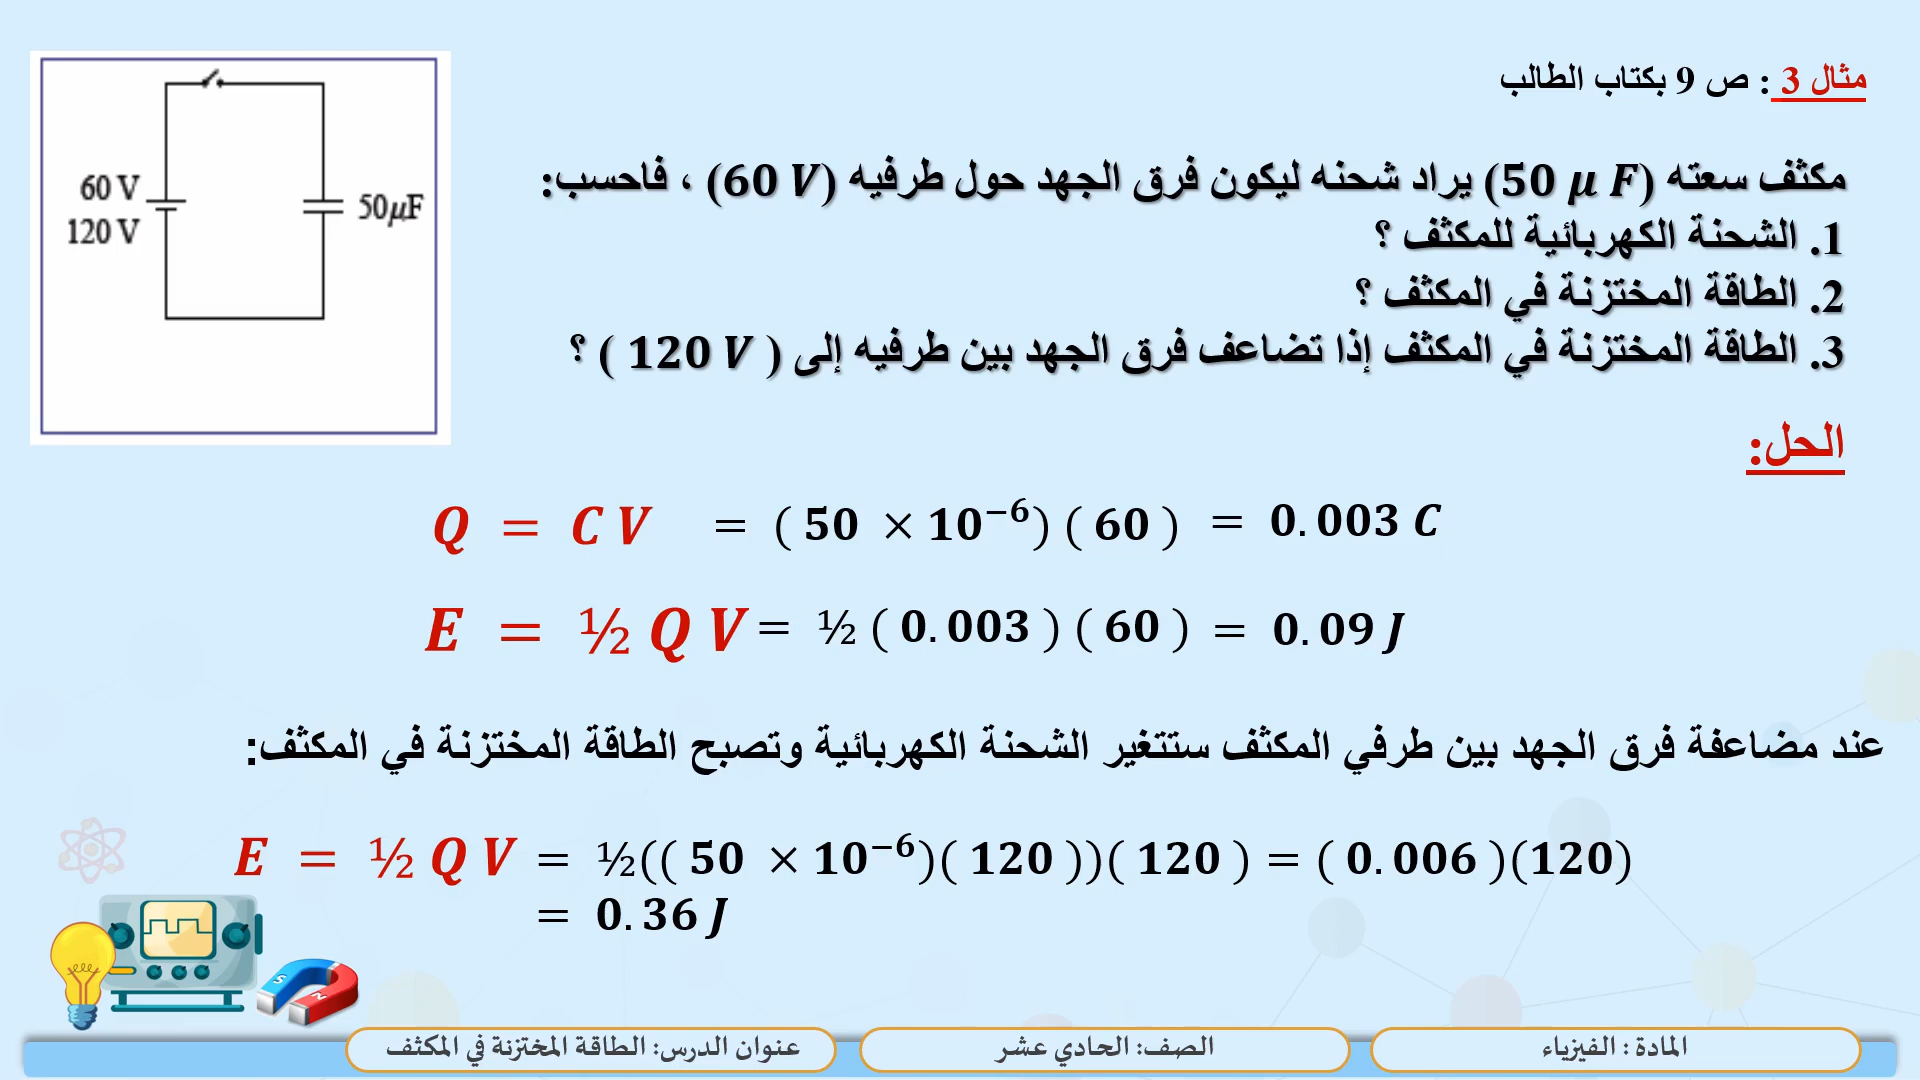 مثال 3 : ص 9 بكتاب الطالب
مكثف سعته (50 μ F) يراد شحنه ليكون فرق الجهد حول طرفيه (60 V) ، فاحسب:
1. الشحنة الكهربائية للمكثف ؟
2. الطاقة المختزنة في المكثف ؟
3. الطاقة المختزنة في المكثف إذا تضاعف فرق الجهد بين طرفيه إلى ( 120 V ) ؟
60 V
120 V
50μF
الحل:
Q = C V = ( 50 × 10⁻⁶) ( 60 ) = 0.003 C
E = ½ Q V = ½ ( 0.003 ) ( 60 ) = 0.09 J
عند مضاعفة فرق الجهد بين طرفي المكثف ستتغير الشحنة الكهربائية وتصبح الطاقة المختزنة في المكثف:
E = ½ Q V = ½(( 50 × 10⁻⁶)( 120 ))( 120 ) = ( 0.006 )(120)
= 0.36 J
S
N
المادة : الفيزياء
الصف: الحادي عشر
عنوان الدرس: الطاقة المختزنة في المكثف